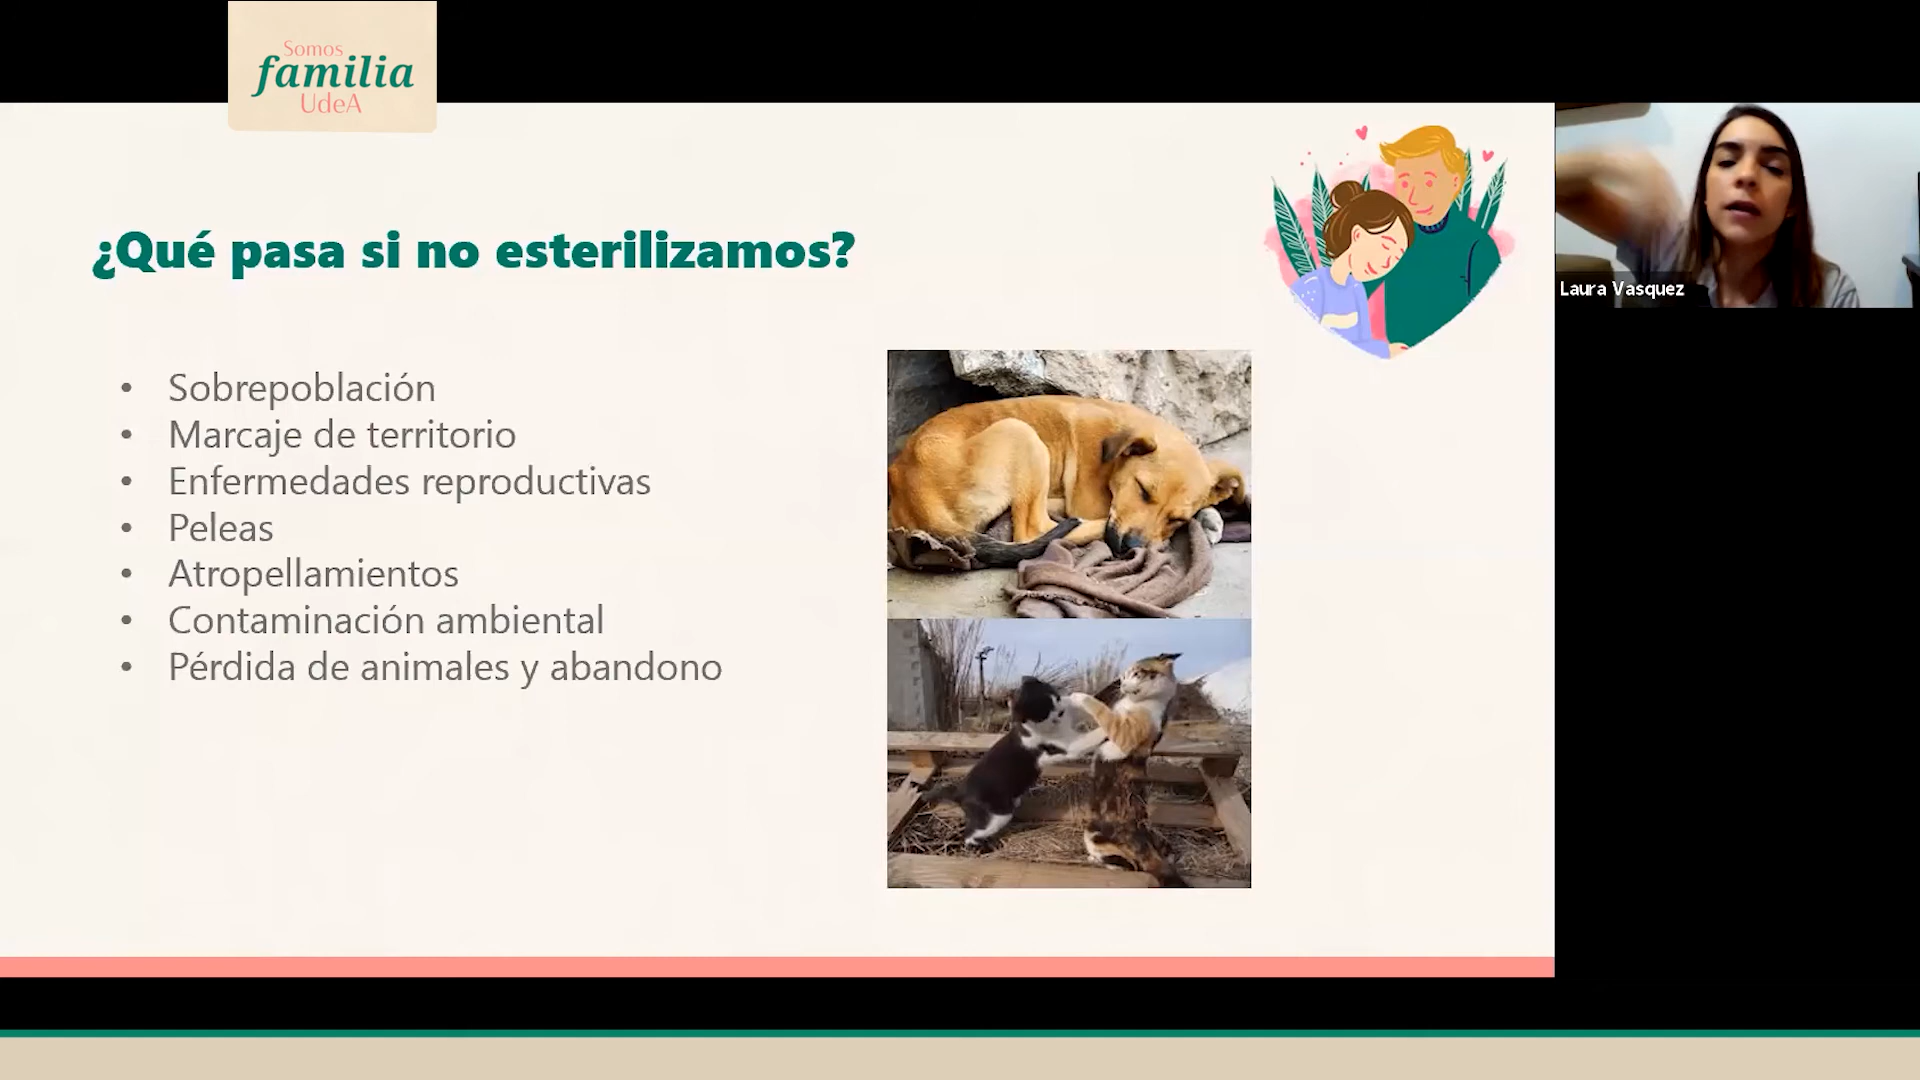 Somos
familia
UdeA
¿Qué pasa si no esterilizamos?
• Sobrepoblación
• Marcaje de territorio
• Enfermedades reproductivas
• Peleas
• Atropellamientos
• Contaminación ambiental
• Pérdida de animales y abandono
Laura Vasquez